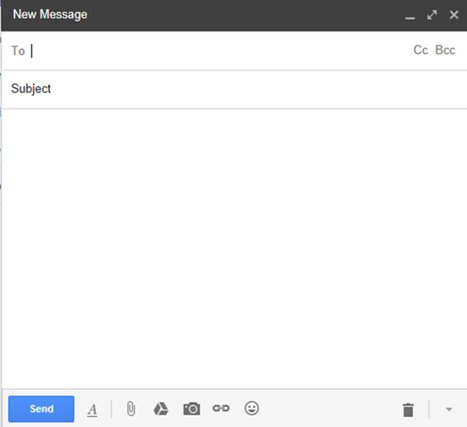 New Message
To Cc Bcc
Subject
Send A